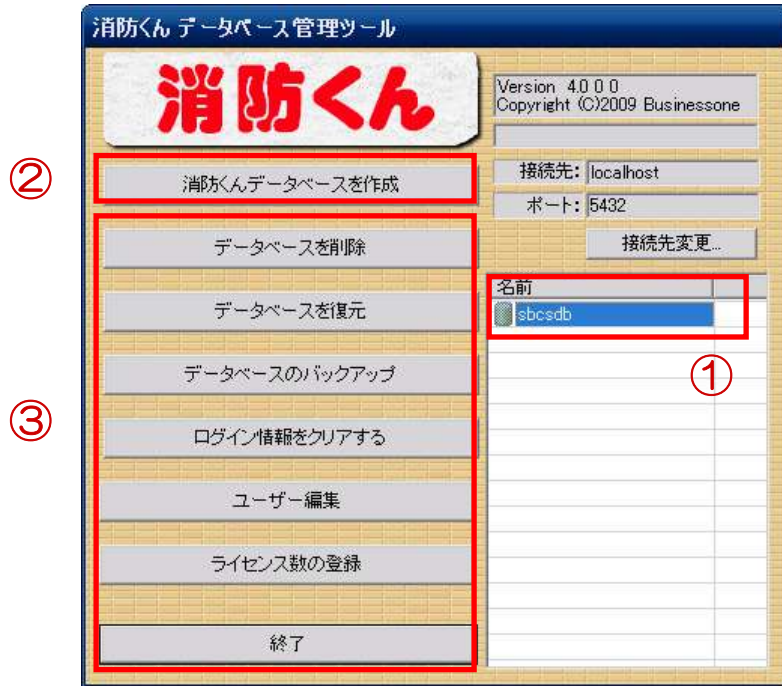 消防くん データベース管理ツール
消防くん
Version 4.0 0 0
Copyright (C)2009 Businessone
②
消防くんデータベースを作成
接続先: localhost
ポート: 5432
接続先変更...
データベースを削除
名前
sbcsdb
①
データベースを復元
データベースのバックアップ
③
ログイン情報をクリアする
ユーザー編集
ライセンス数の登録
終了